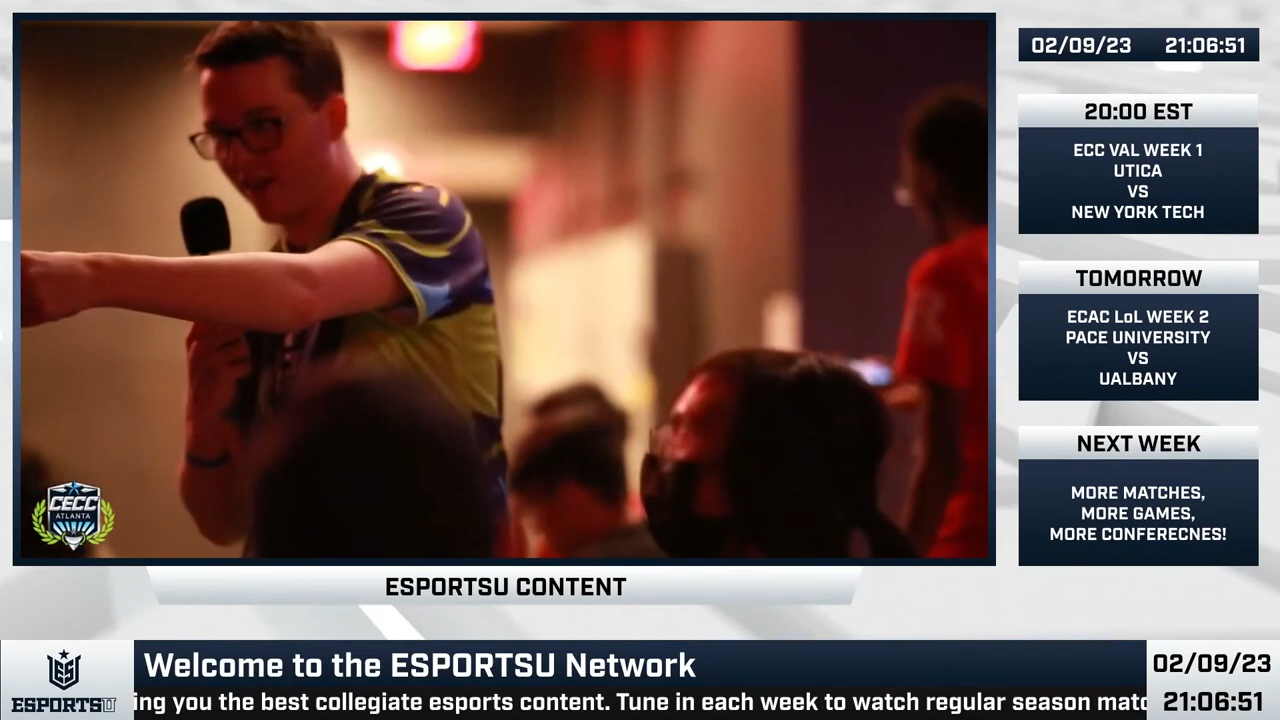 02/09/23 21:06:51
20:00 EST
ECC VAL WEEK 1
UTICA
VS
NEW YORK TECH
TOMORROW
ECAC LoL WEEK 2
PACE UNIVERSITY
VS
UALBANY
NEXT WEEK
MORE MATCHES,
MORE GAMES,
MORE CONFERECNES!
CECC
ATLANTA
ESPORTSU CONTENT
Welcome to the ESPORTSU Network
ing you the best collegiate esports content. Tune in each week to watch regular season matc
ESPORTSU
02/09/23
21:06:51